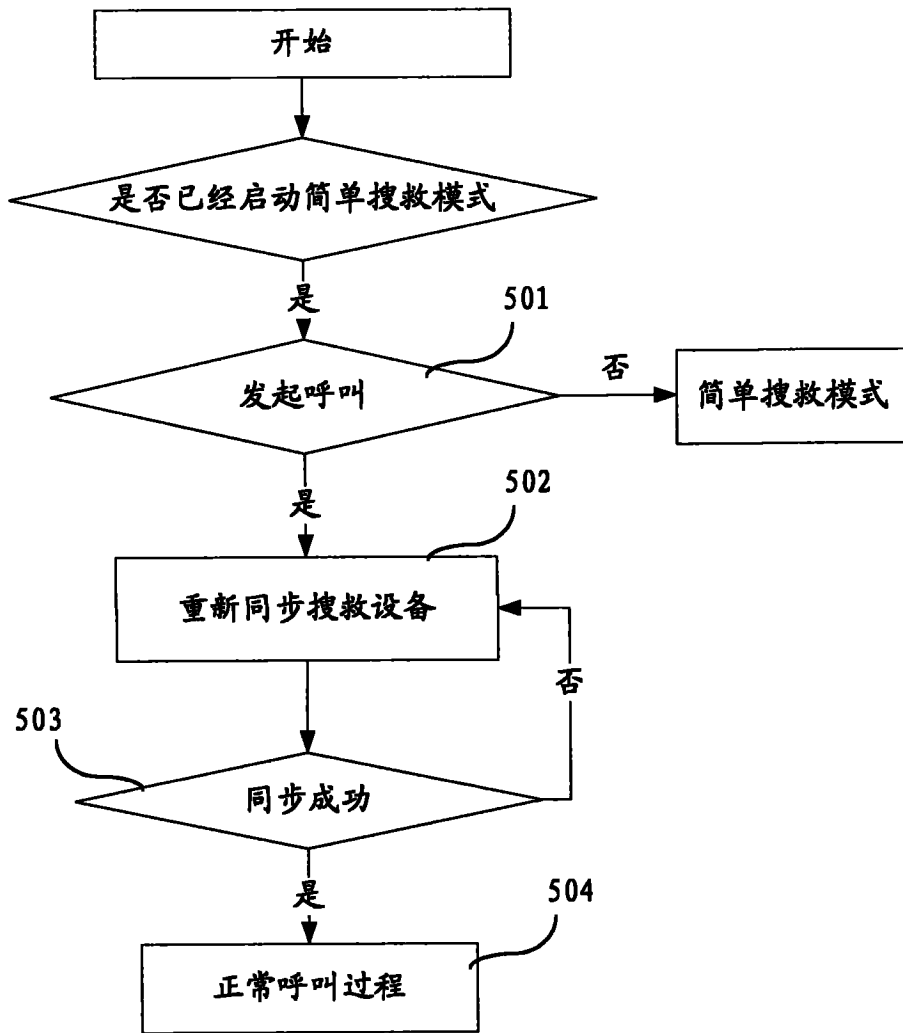 开始
是否已经启动简单搜救模式
是
501
发起呼叫
否
简单搜救模式
是
502
重新同步搜救设备
否
503
同步成功
是
504
正常呼叫过程